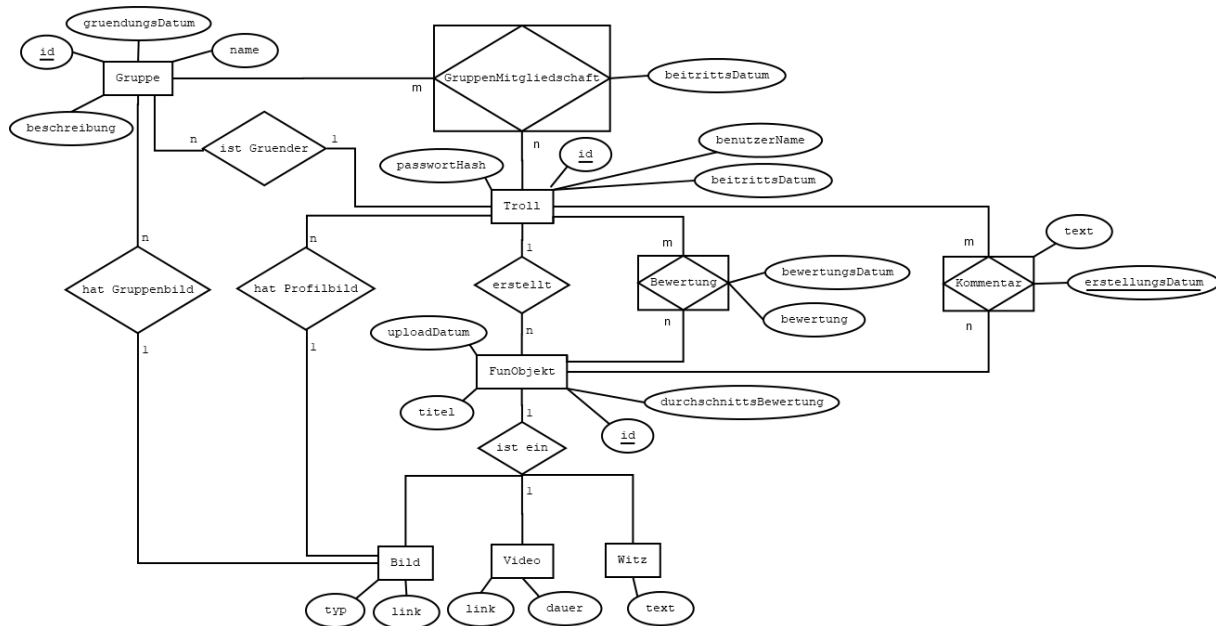 gruendungsDatum
id
name
Gruppe
GruppenMitgliedschaft
beitrittsDatum
m
beschreibung
n
ist Gruender
1
n
id
benutzerName
passwortHash
beitrittsDatum
Troll
text
n
n
1
m
m
hat Gruppenbild
hat Profilbild
erstellt
Bewertung
bewertungsDatum
Kommentar
erstellungsDatum
bewertung
1
1
n
n
n
uploadDatum
FunObjekt
titel
durchschnittsBewertung
1
id
ist ein
1
Bild
Video
Witz
typ
link
link
dauer
text